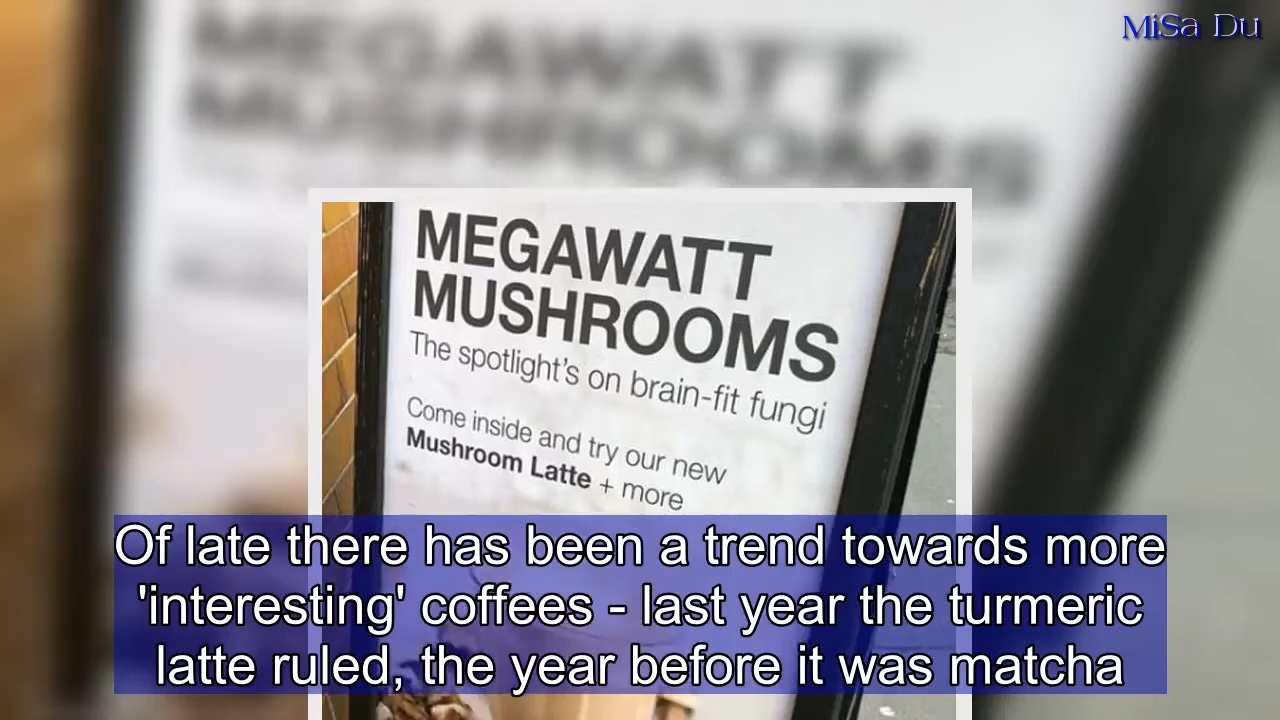 MiSa Du
MEGAWATT
MUSHROOMS
MEGAWATT
MUSHROOMS
The spotlight's on brain-fit fungi
Come inside and try our new
Mushroom Latte + more
Of late there has been a trend towards more
'interesting' coffees - last year the turmeric
latte ruled, the year before it was matcha